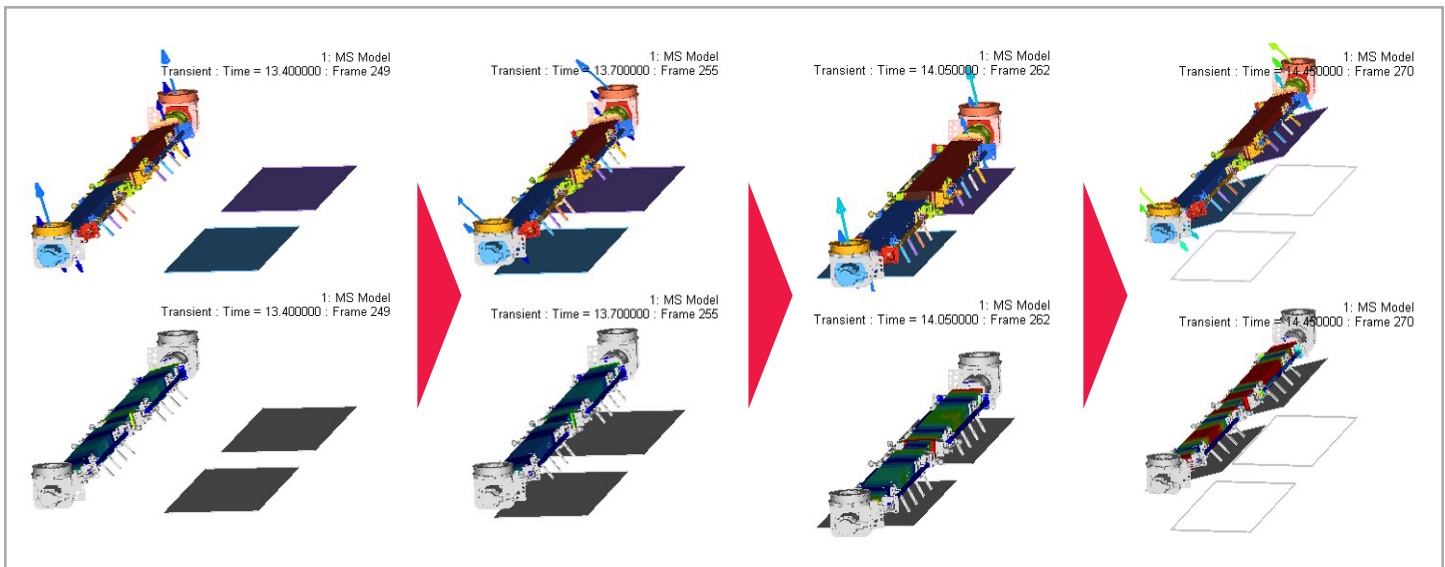 1: MS Model
Transient : Time = 13.400000 : Frame 249
1: MS Model
Transient : Time = 13.700000 : Frame 255
1: MS Model
Transient : Time = 14.050000 : Frame 262
1: MS Model
Transient : Time = 14.450000 : Frame 270
1: MS Model
Transient : Time = 13.400000 : Frame 249
1: MS Model
Transient : Time = 13.700000 : Frame 255
1: MS Model
Transient : Time = 14.050000 : Frame 262
1: MS Model
Transient : Time = 14.450000 : Frame 270